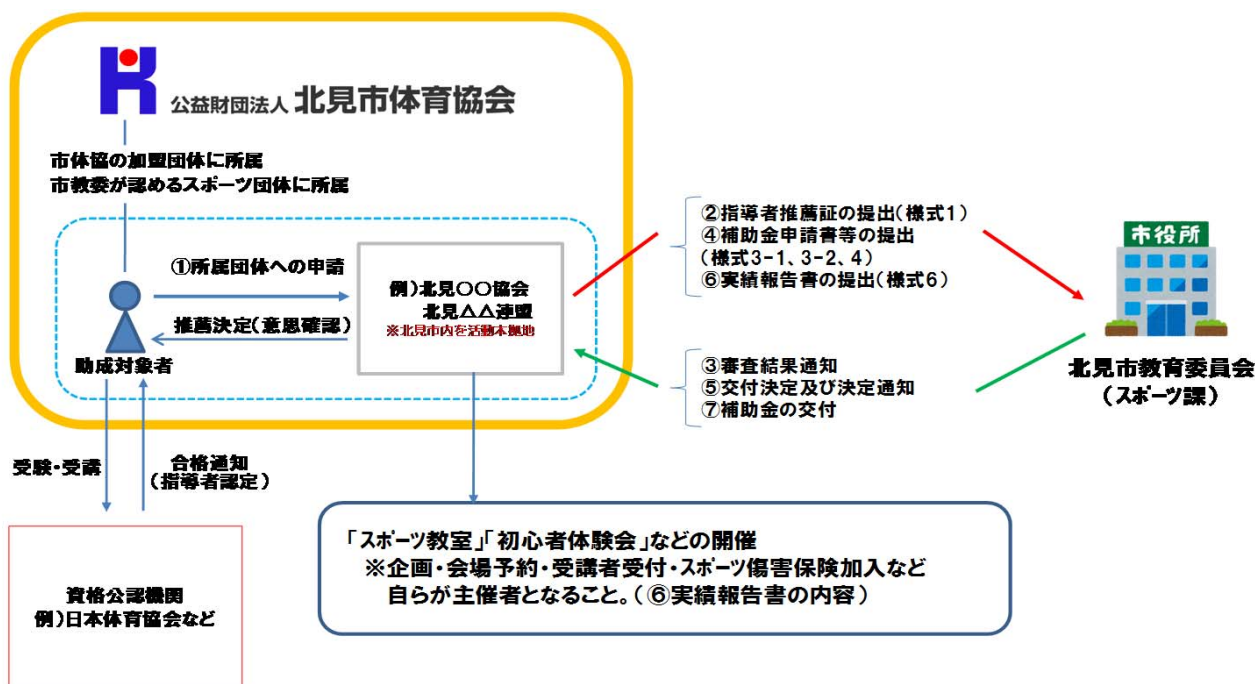 公益財団法人 北見市体育協会
市体協の加盟団体に所属
市教委が認めるスポーツ団体に所属
①所属団体への申請
推薦決定(意思確認)
助成対象者
例)北見〇〇協会
北見△△連盟
※北見市内を活動本拠地
②指導者推薦証の提出(様式1)
④補助金申請書等の提出
(様式3-1、3-2、4)
⑥実績報告書の提出(様式6)
③審査結果通知
⑤交付決定及び決定通知
⑦補助金の交付
市役所
北見市教育委員会
(スポーツ課)
受験・受講
合格通知
(指導者認定)
資格公認機関
例)日本体育協会など
「スポーツ教室」「初心者体験会」などの開催
※企画・会場予約・受講者受付・スポーツ傷害保険加入など
自らが主催者となること。(⑥実績報告書の内容)